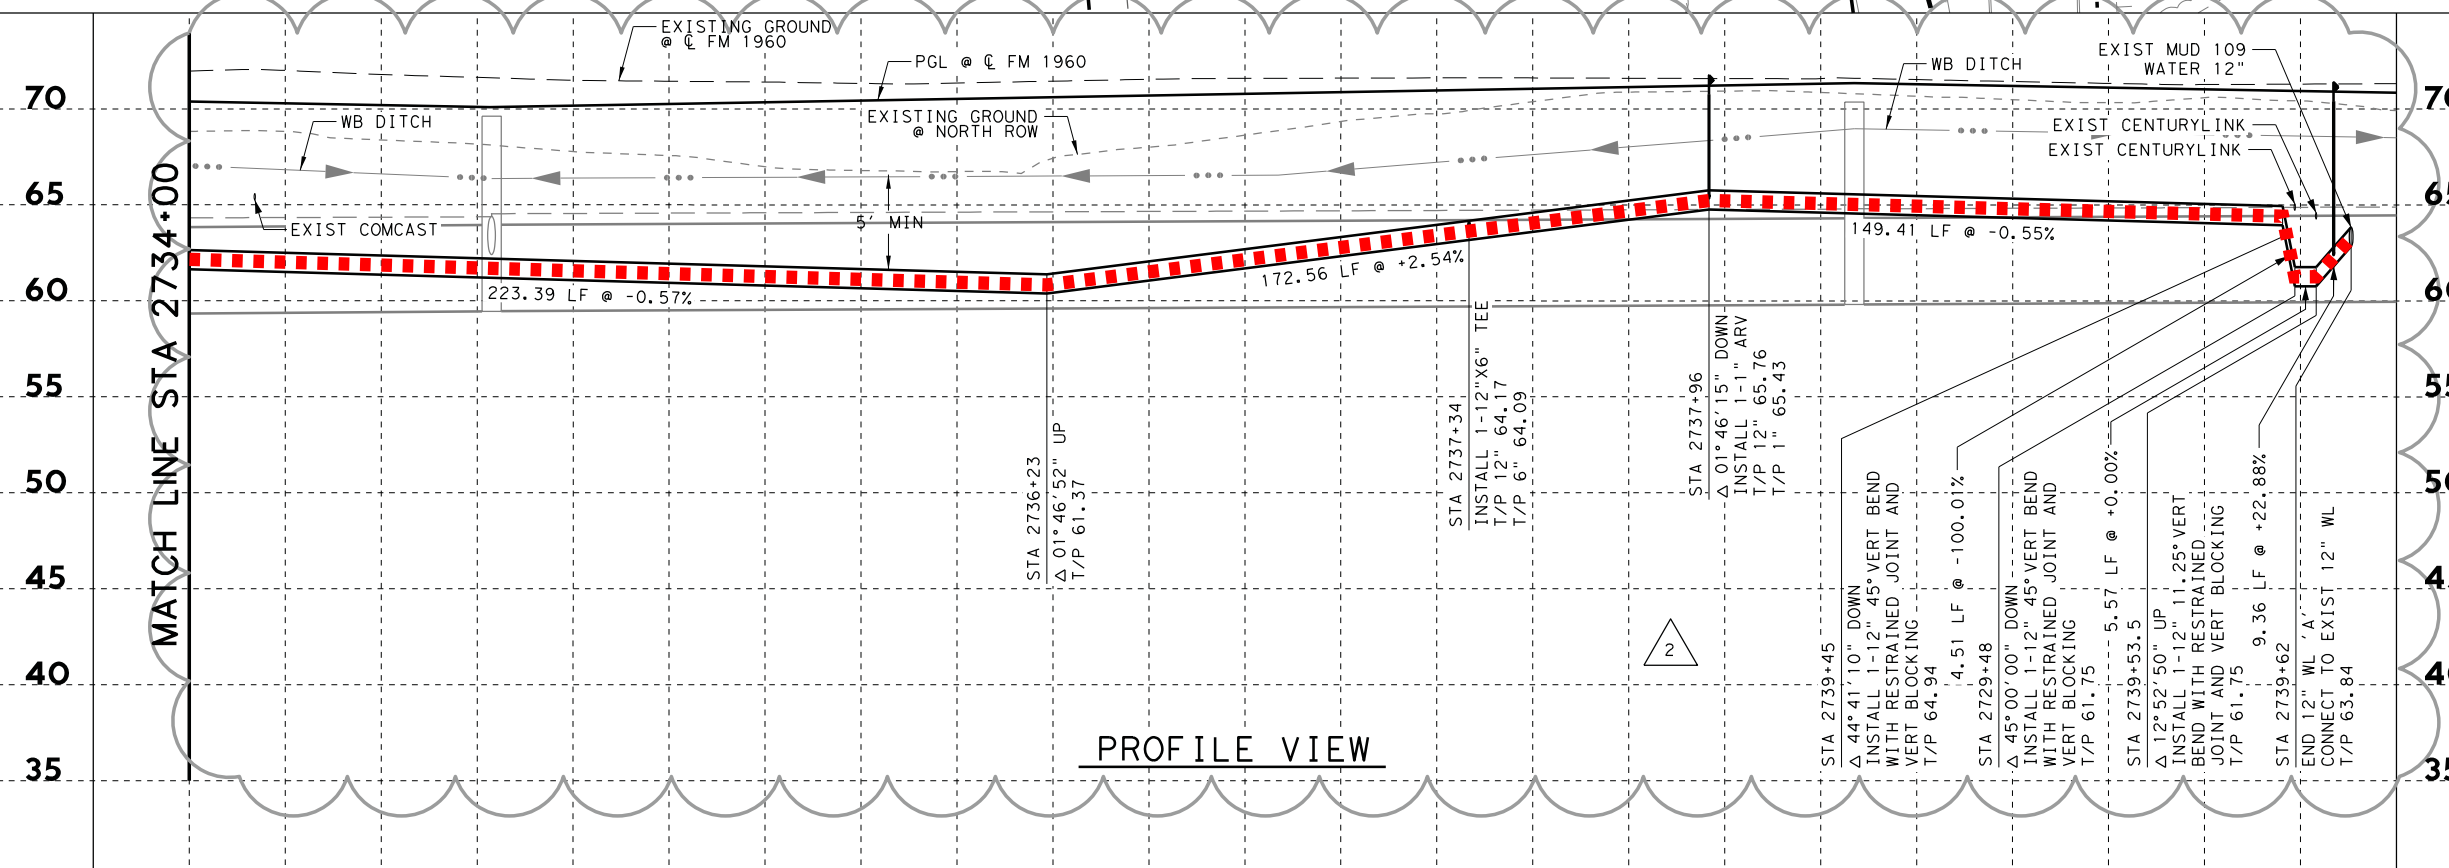 EXISTING GROUND
@ ℄ FM 1960
PGL @ ℄ FM 1960
WB DITCH
EXISTING GROUND
@ NORTH ROW
WB DITCH
EXIST MUD 109
WATER 12"
EXIST CENTURYLINK
EXIST CENTURYLINK
EXIST COMCAST
5' MIN
70
65
60
55
50
45
40
35
MATCH LINE STA 2734+00
223.39 LF @ -0.57%
172.56 LF @ +2.54%
149.41 LF @ -0.55%
STA 2736+23
△ 01°46'52" UP
T/P 61.37
STA 2737+34
INSTALL 1-12"X6" TEE
T/P 12" 64.17
T/P 6" 64.09
STA 2737+96
△ 01°46'15" DOWN
INSTALL 1-1" ARV
T/P 12" 65.76
T/P 1" 65.43
STA 2739+45
△ 44°41'10" DOWN
INSTALL 1-12" 45° VERT BEND
WITH RESTRAINED JOINT AND
VERT BLOCKING
T/P 64.94
4.51 LF @ -100.01%
STA 2729+48
△ 45°00'00" DOWN
INSTALL 1-12" 45° VERT BEND
WITH RESTRAINED JOINT AND
VERT BLOCKING
T/P 61.75
5.57 LF @ +0.00%
STA 2739+53.5
△ 12°52'50" UP
INSTALL 1-12" 11.25° VERT
BEND WITH RESTRAINED
JOINT AND VERT BLOCKING
T/P 61.75
9.36 LF @ +22.88%
STA 2739+62
END 12" WL 'A'
CONNECT TO EXIST 12" WL
T/P 63.84
2
PROFILE VIEW